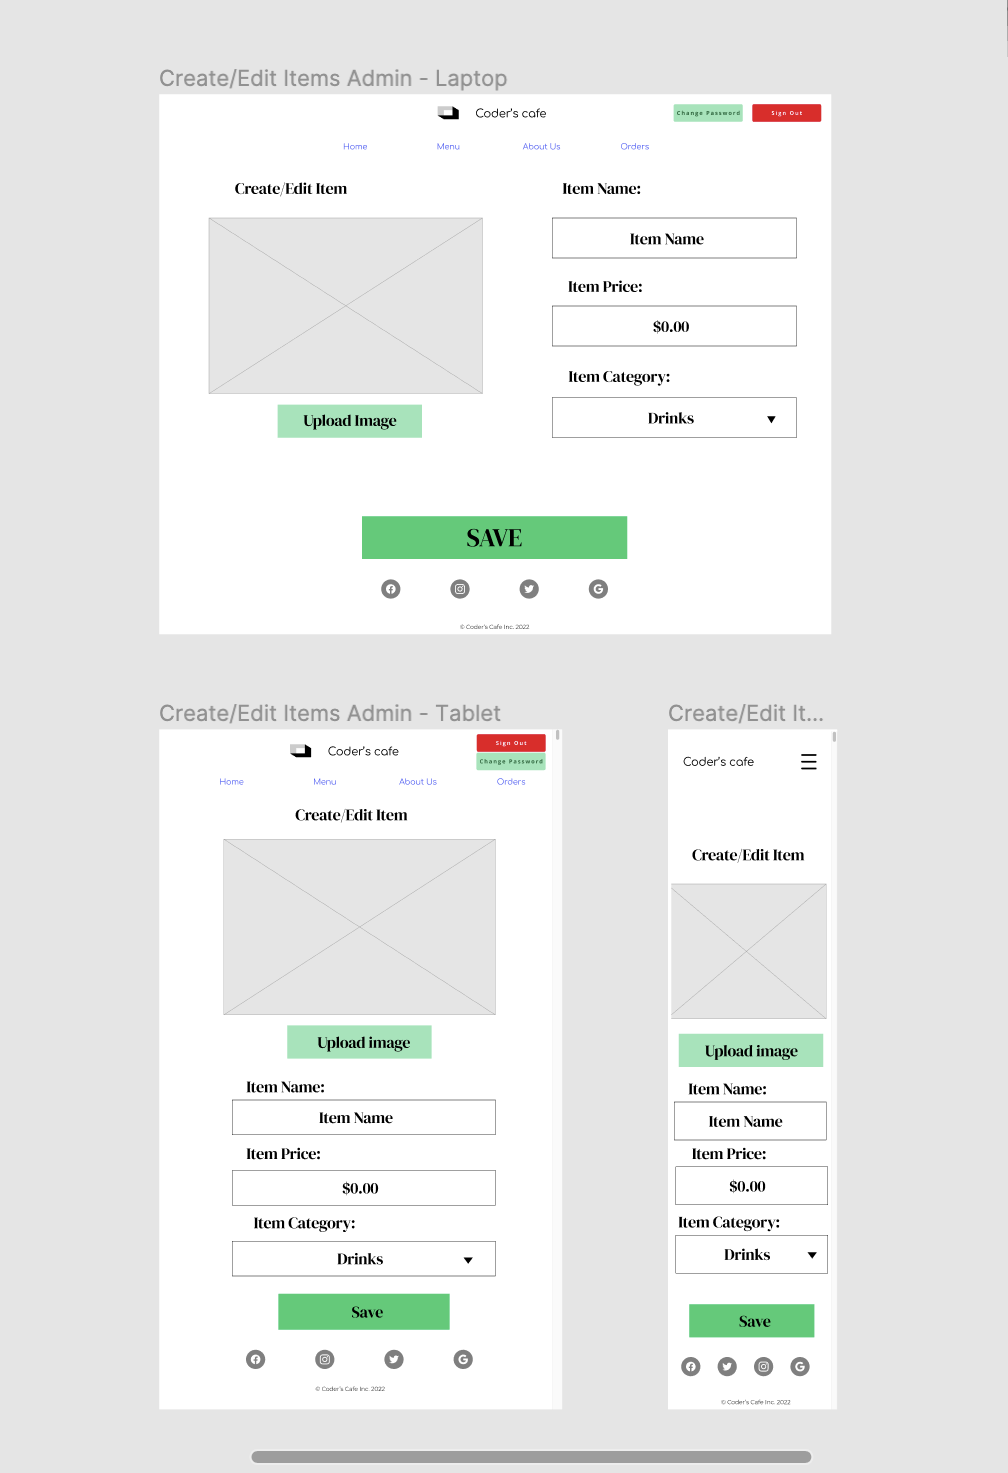 Create/Edit Items Admin - Laptop
Coder's cafe
Change Password
Sign Out
Home
Menu
About Us
Orders
Create/Edit Item
Item Name:
Item Name
Item Price:
$0.00
Item Category:
Drinks
Upload Image
SAVE
© Coder's Cafe Inc. 2022
Create/Edit Items Admin - Tablet
Coder's cafe
Sign Out
Change Password
Home
Menu
About Us
Orders
Create/Edit Item
Upload image
Item Name:
Item Name
Item Price:
$0.00
Item Category:
Drinks
Save
© Coder's Cafe Inc. 2022
Create/Edit It...
Coder's cafe
Create/Edit Item
Upload image
Item Name:
Item Name
Item Price:
$0.00
Item Category:
Drinks
Save
© Coder's Cafe Inc. 2022